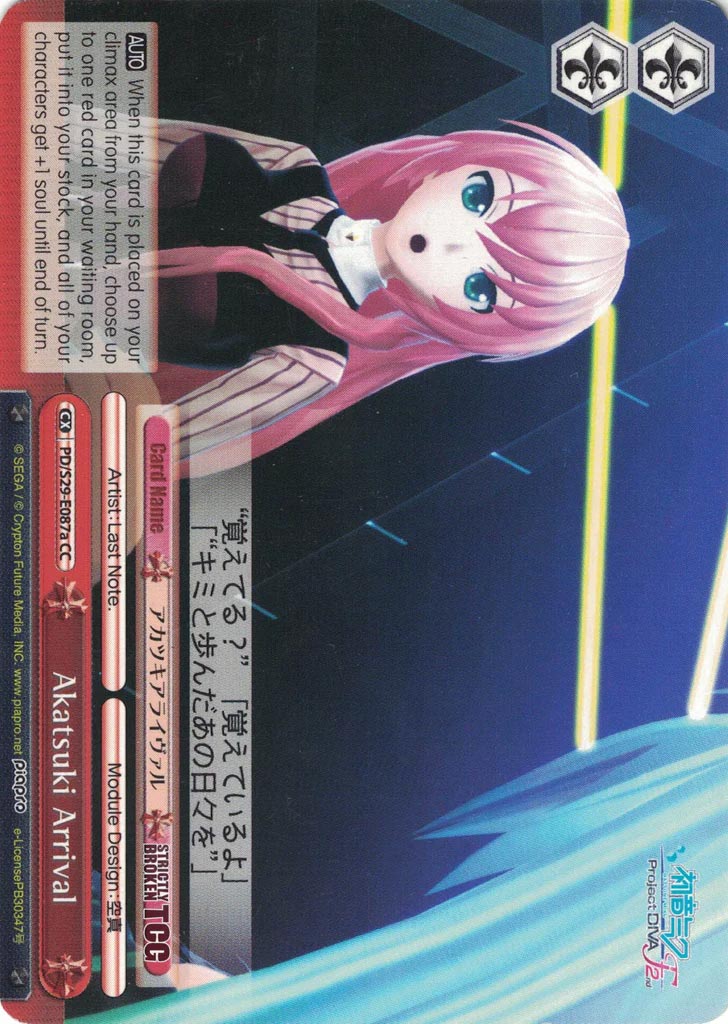 初音ミク
Project DIVA F 2nd
“覚えてる？” 「覚えているよ」
「“キミと歩んだあの日々を”」
Card Name
アカツキアライヴァル
STRICTLY BROKEN TCG
Artist:Last Note.
Module Design:空真
AUTO When this card is placed on your
climax area from your hand, choose up
to one red card in your waiting room,
put it into your stock, and all of your
characters get +1 soul until end of turn.
CX PD/S29-E087a CC
Akatsuki Arrival
© SEGA / © Crypton Future Media, INC. www.piapro.net piapro e-LicensePB30347号